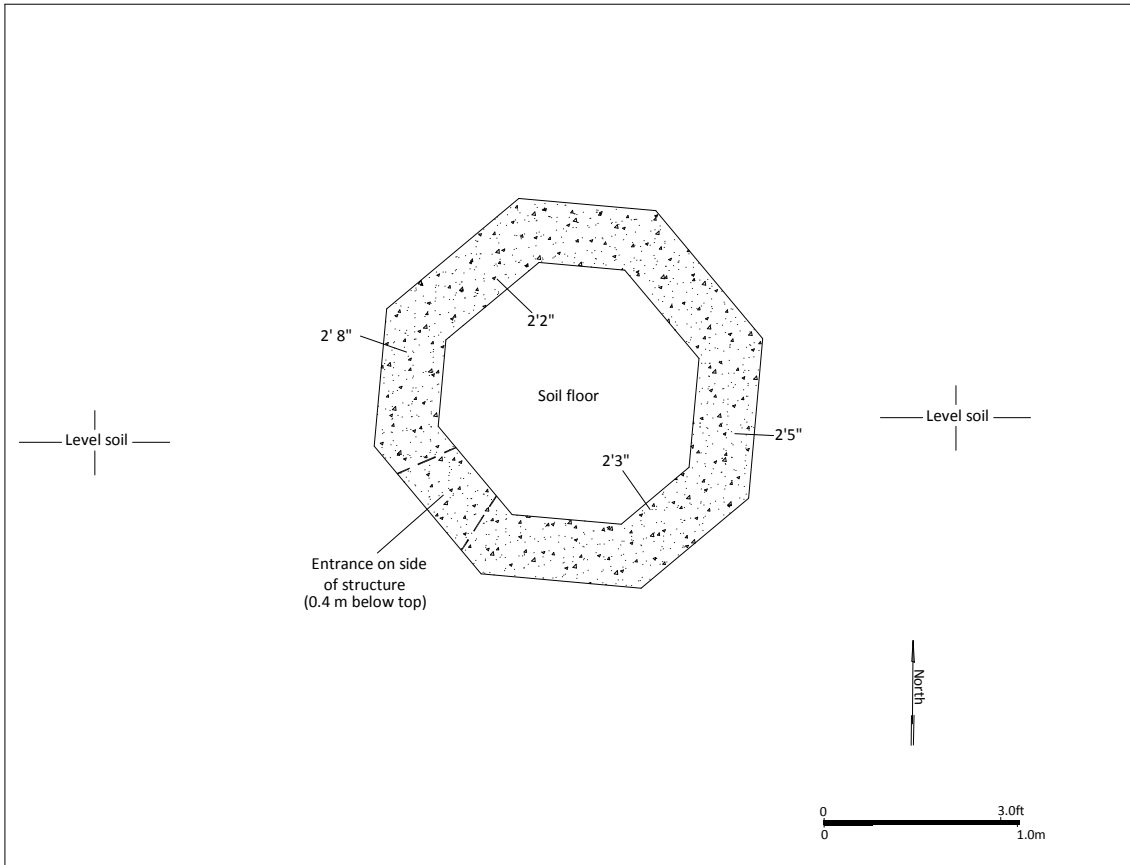 2'2"
2' 8"
Soil floor
Level soil
Level soil
2'5"
2'3"
Entrance on side
of structure
(0.4 m below top)
North
0 3.0ft
0 1.0m